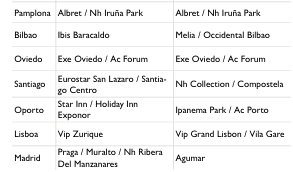 Pamplona Albret / Nh Iruña Park Albret / Nh Iruña Park
Bilbao Ibis Baracaldo Melia / Occidental Bilbao
Oviedo Exe Oviedo / Ac Forum Exe Oviedo / Ac Forum
Santiago Eurostar San Lazaro / Santia-
go Centro Nh Collection / Compostela
Oporto Star Inn / Holiday Inn
Exponor Ipanema Park / Ac Porto
Lisboa Vip Zurique Vip Grand Lisbon / Vila Gare
Madrid Praga / Muralto / Nh Ribera
Del Manzanares Agumar